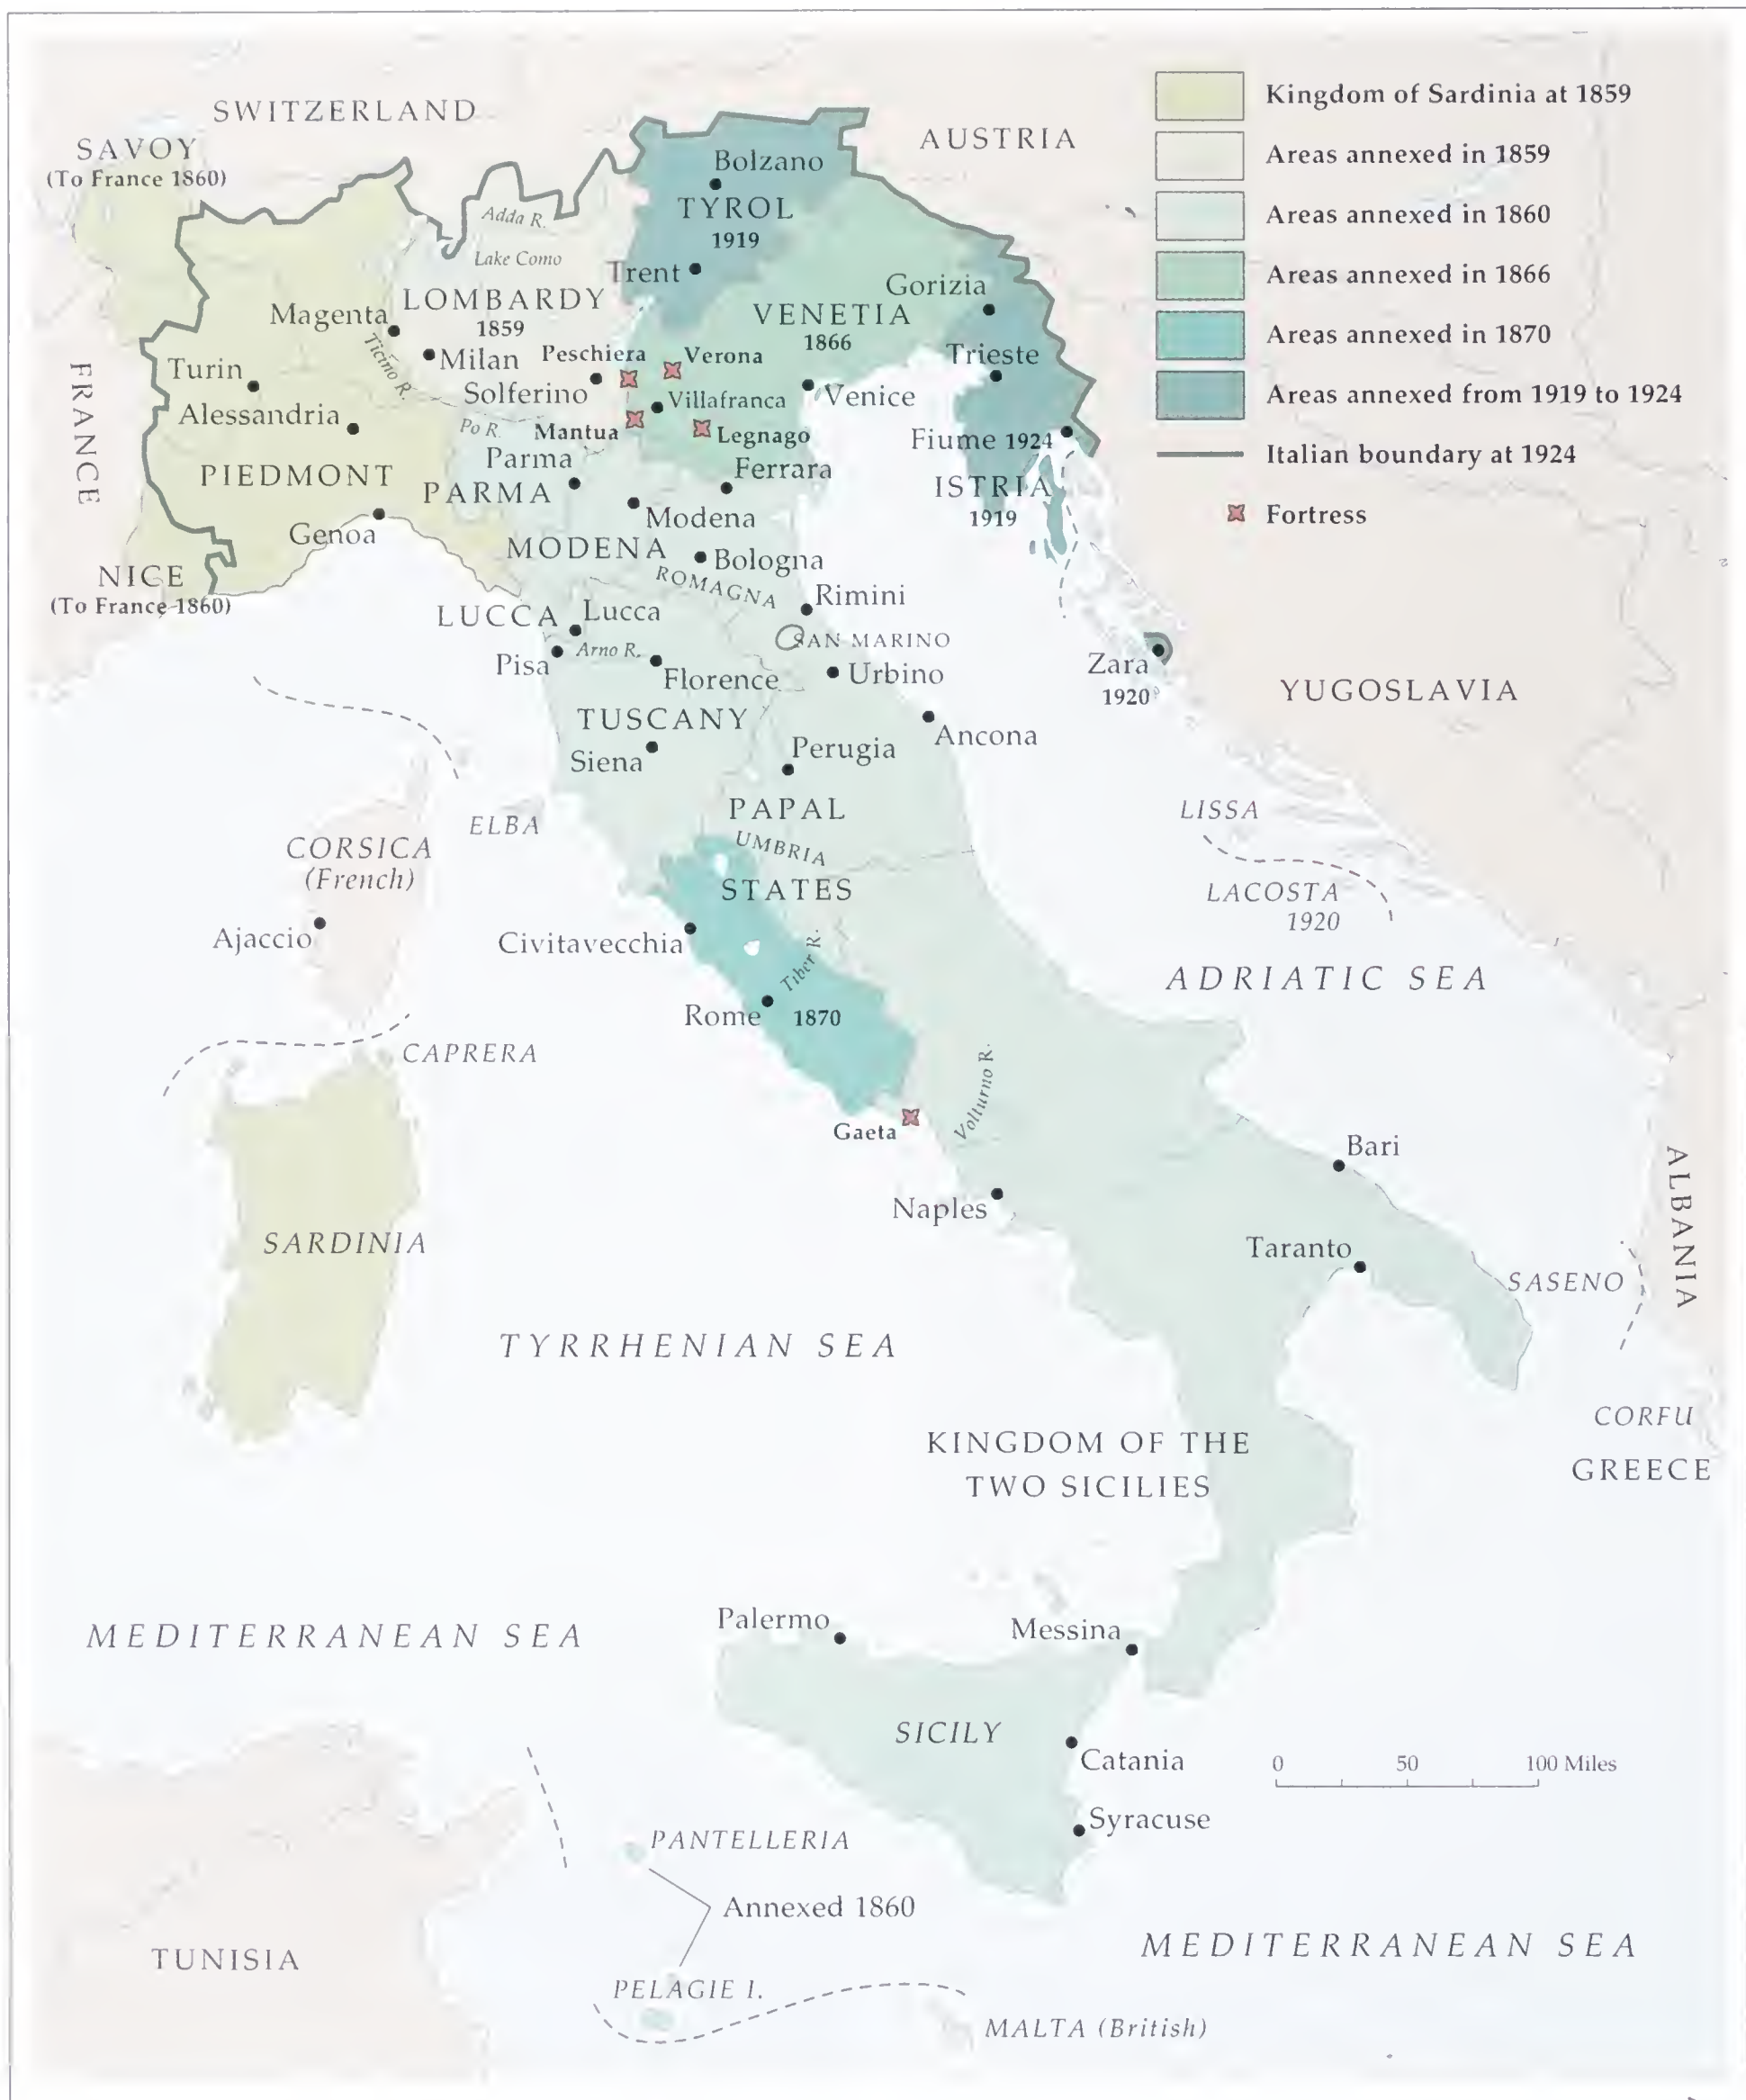 Kingdom of Sardinia at 1859
Areas annexed in 1859
Areas annexed in 1860
Areas annexed in 1866
Areas annexed in 1870
Areas annexed from 1919 to 1924
Italian boundary at 1924
Fortress
SWITZERLAND
AUSTRIA
SAVOY
(To France 1860)
Bolzano
TYROL
1919
Adda R.
Lake Como
Trent
Gorizia
LOMBARDY
1859
Magenta
VENETIA
1866
Ticino R.
Milan
Peschiera
Verona
Trieste
FRANCE
Turin
Solferino
Villafranca
Venice
Alessandria
Po R.
Mantua
Legnago
Fiume 1924
Parma
Ferrara
PIEDMONT
PARMA
ISTRIA
1919
Modena
Genoa
MODENA
Bologna
NICE
(To France 1860)
ROMAGNA
Rimini
LUCCA
Lucca
SAN MARINO
Pisa
Arno R.
Florence
Urbino
Zara
1920
YUGOSLAVIA
TUSCANY
Ancona
Siena
Perugia
PAPAL
LISSA
ELBA
UMBRIA
CORSICA
(French)
STATES
LACOSTA
1920
Ajaccio
Civitavecchia
Tiber R.
ADRIATIC SEA
Rome
1870
CAPRERA
Volturno R.
Gaeta
Bari
ALBANIA
Naples
SARDINIA
Taranto
SASENO
TYRRHENIAN SEA
CORFU
KINGDOM OF THE
TWO SICILIES
GREECE
Palermo
Messina
MEDITERRANEAN SEA
SICILY
Catania
0 50 100 Miles
Syracuse
PANTELLERIA
Annexed 1860
TUNISIA
MEDITERRANEAN SEA
PELAGIE I.
MALTA (British)